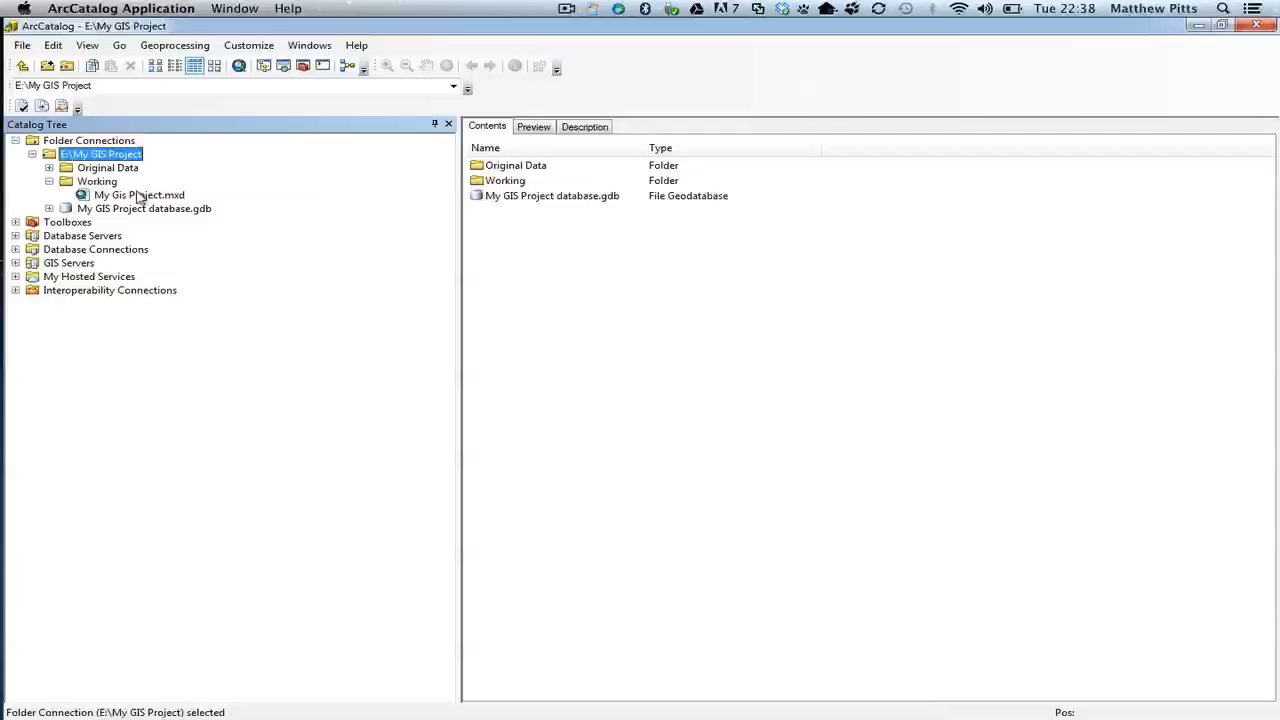 ArcCatalog Application Window Help 7 Tue 22:38 Matthew Pitts
ArcCatalog - E:\My GIS Project
File Edit View Go Geoprocessing Customize Windows Help
E:\My GIS Project
Catalog Tree
Folder Connections
E:\My GIS Project
Original Data
Working
My Gis Project.mxd
My GIS Project database.gdb
Toolboxes
Database Servers
Database Connections
GIS Servers
My Hosted Services
Interoperability Connections
Contents Preview Description
Name Type
Original Data Folder
Working Folder
My GIS Project database.gdb File Geodatabase
Folder Connection (E:\My GIS Project) selected Pos: